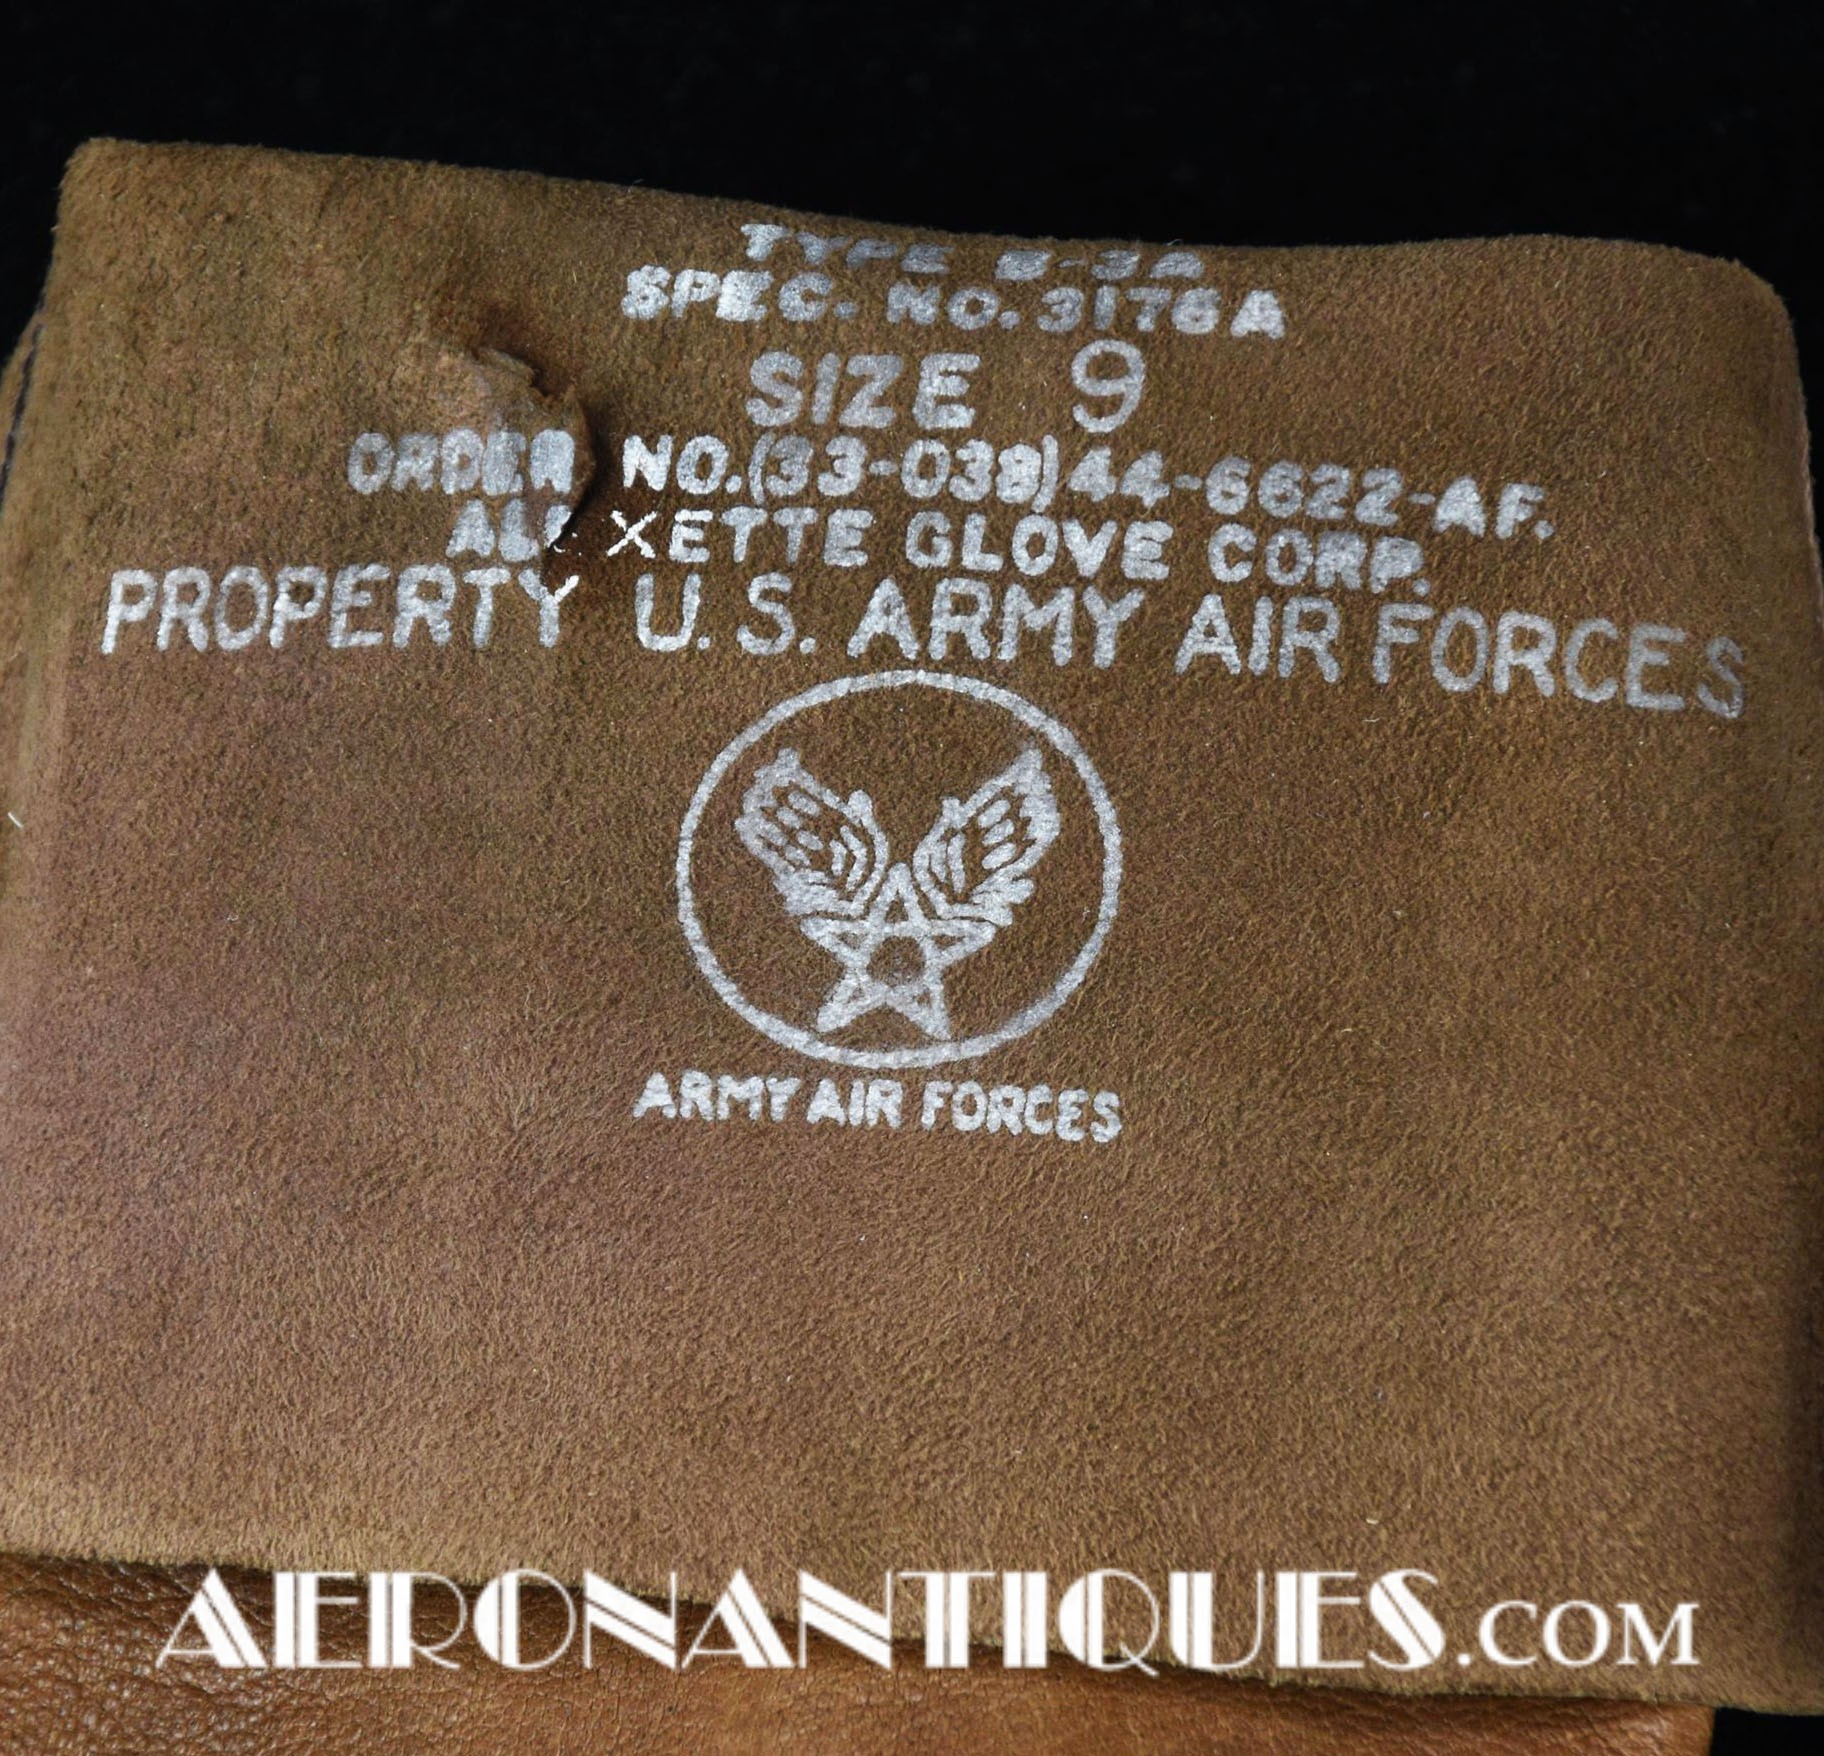 TYPE B-3A
SPEC. NO. 3176A
SIZE 9
ORDER NO.(33-038)44-6622-AF.
XETTE GLOVE CORP.
PROPERTY U.S. ARMY AIR FORCES
ARMY AIR FORCES
AERONANTIQUES.COM